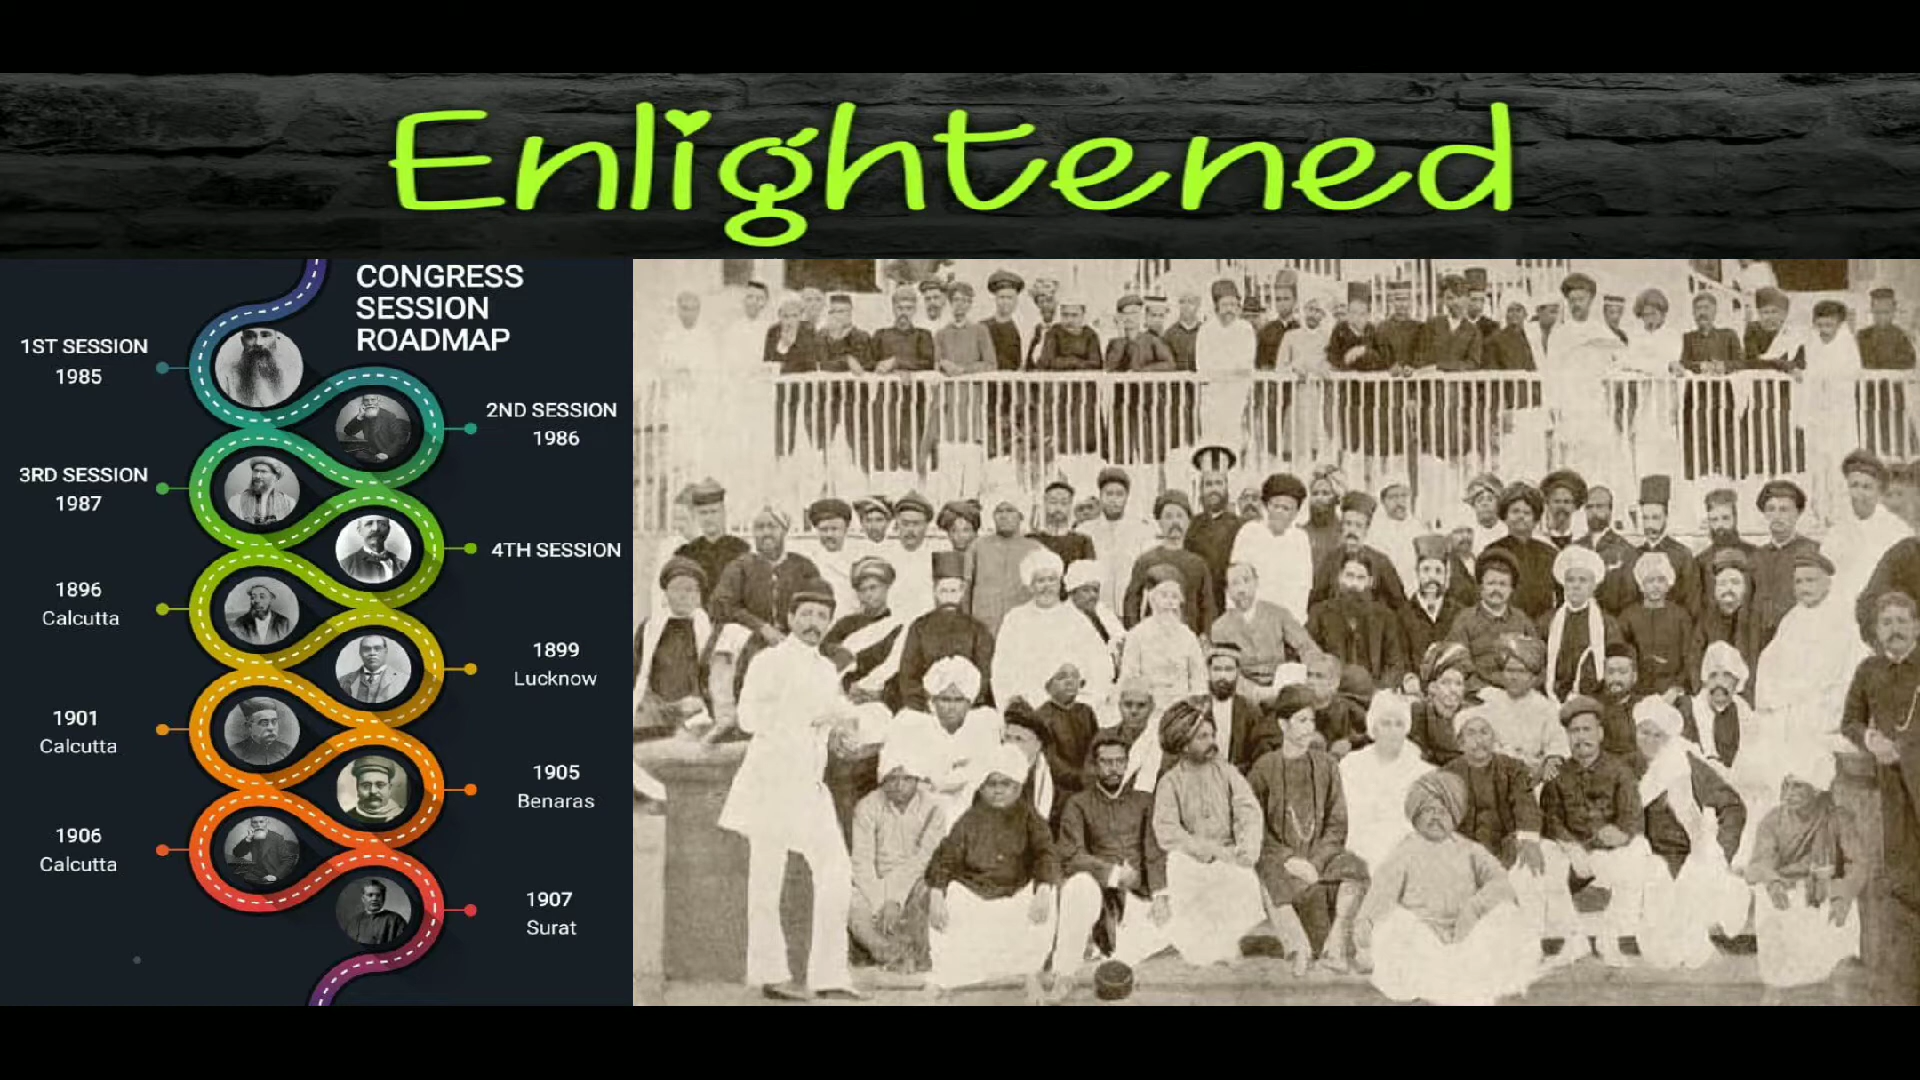 Enlightened
CONGRESS
SESSION
ROADMAP
1ST SESSION
1985
2ND SESSION
1986
3RD SESSION
1987
4TH SESSION
1896
Calcutta
1899
Lucknow
1901
Calcutta
1905
Benaras
1906
Calcutta
1907
Surat